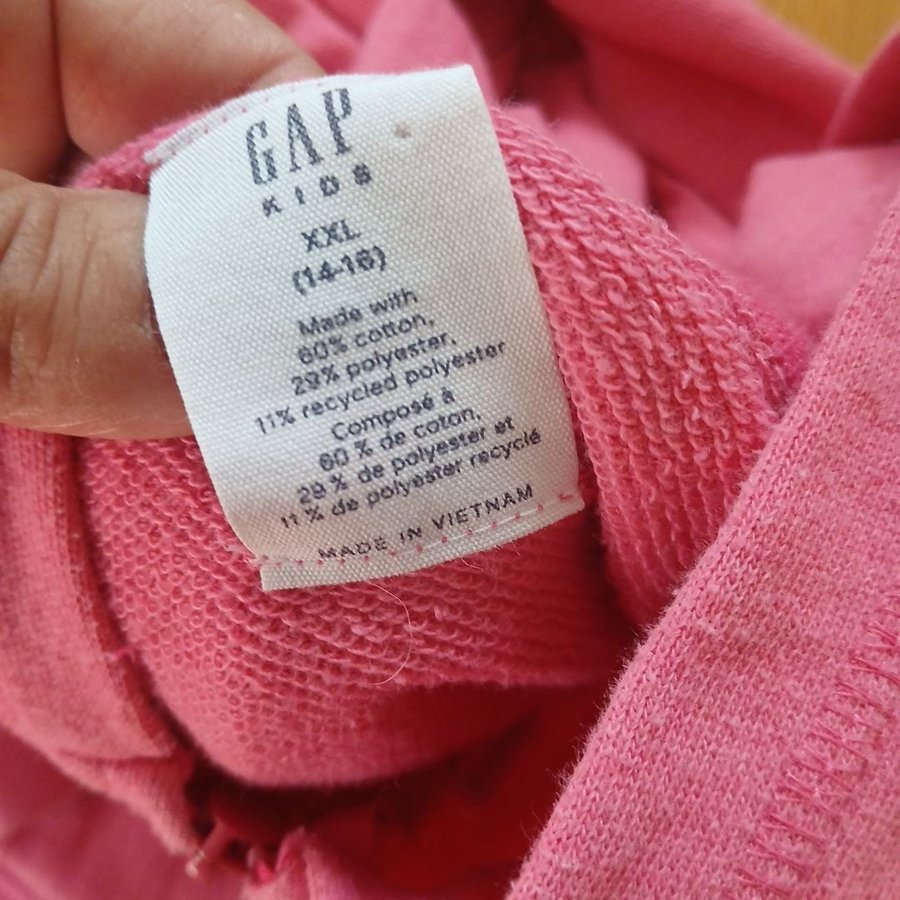 GAP
KIDS
XXL
(14-16)
Made with
60% cotton,
29% polyester,
11% recycled polyester
Composé à
60 % de coton,
29 % de polyester et
11 % de polyester recyclé
MADE IN VIETNAM